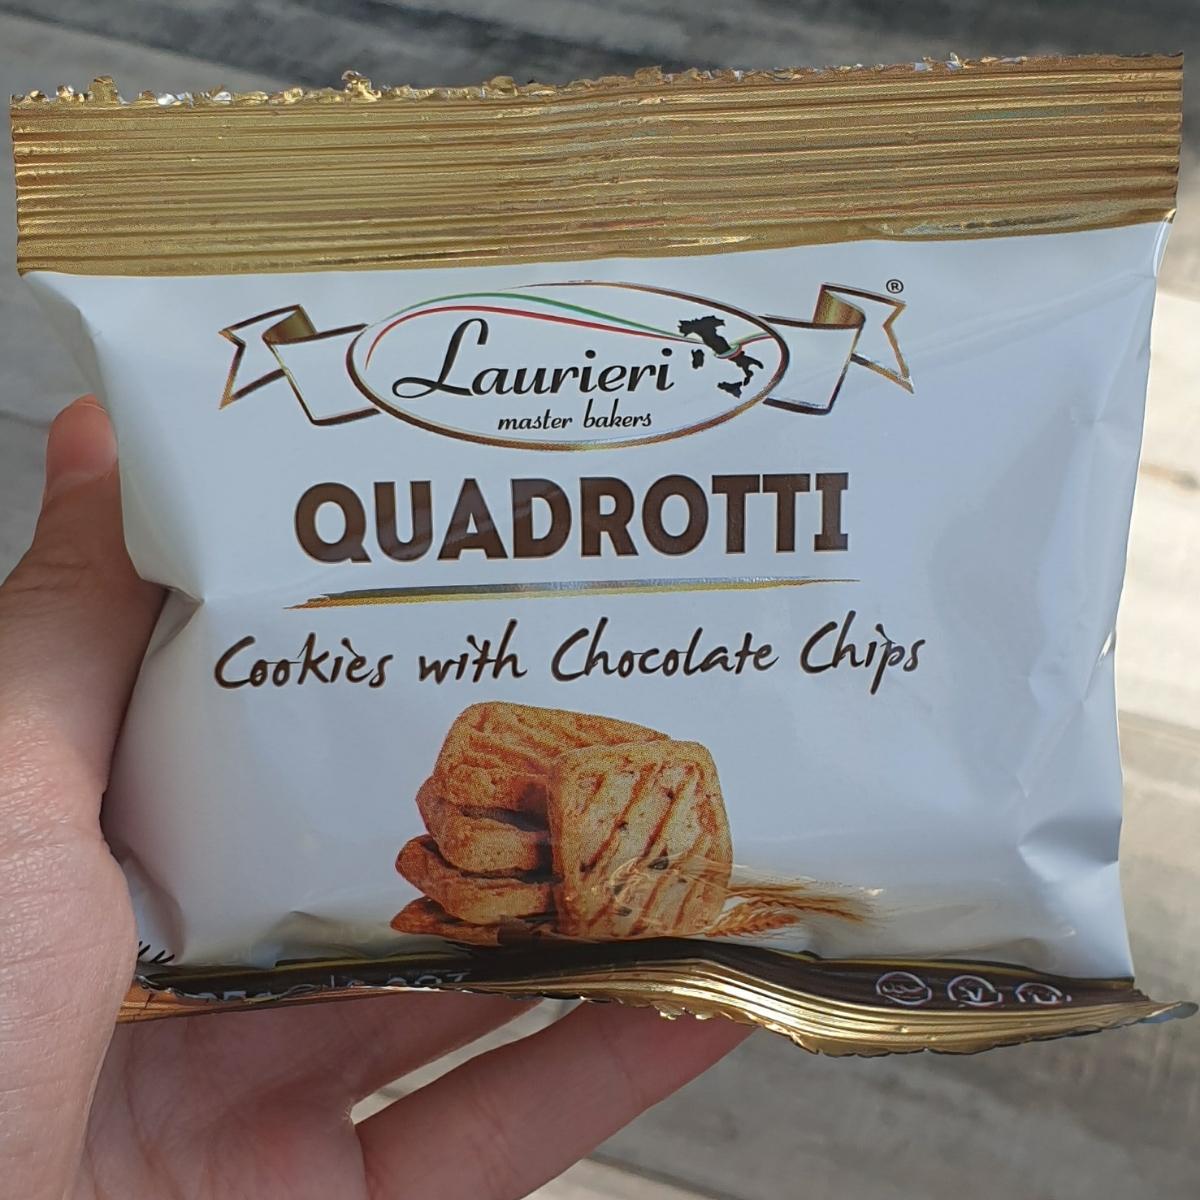 Laurieri
master bakers
®
QUADROTTI
Cookies with Chocolate Chips